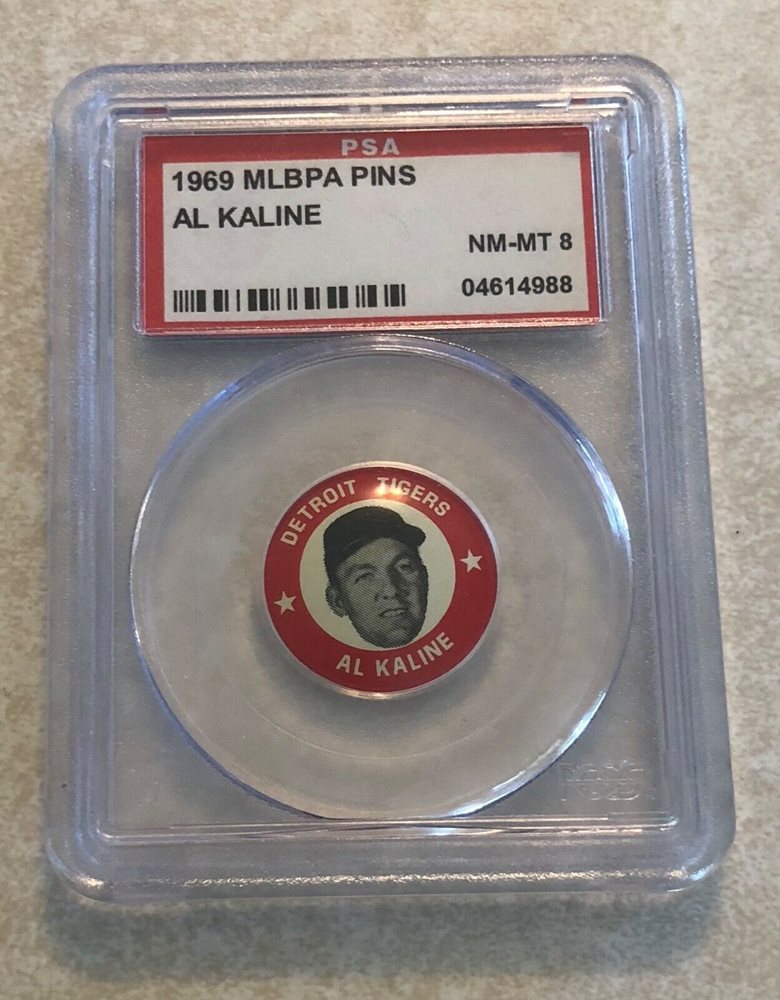 PSA
1969 MLBPA PINS
AL KALINE
NM-MT 8
04614988
DETROIT TIGERS
AL KALINE